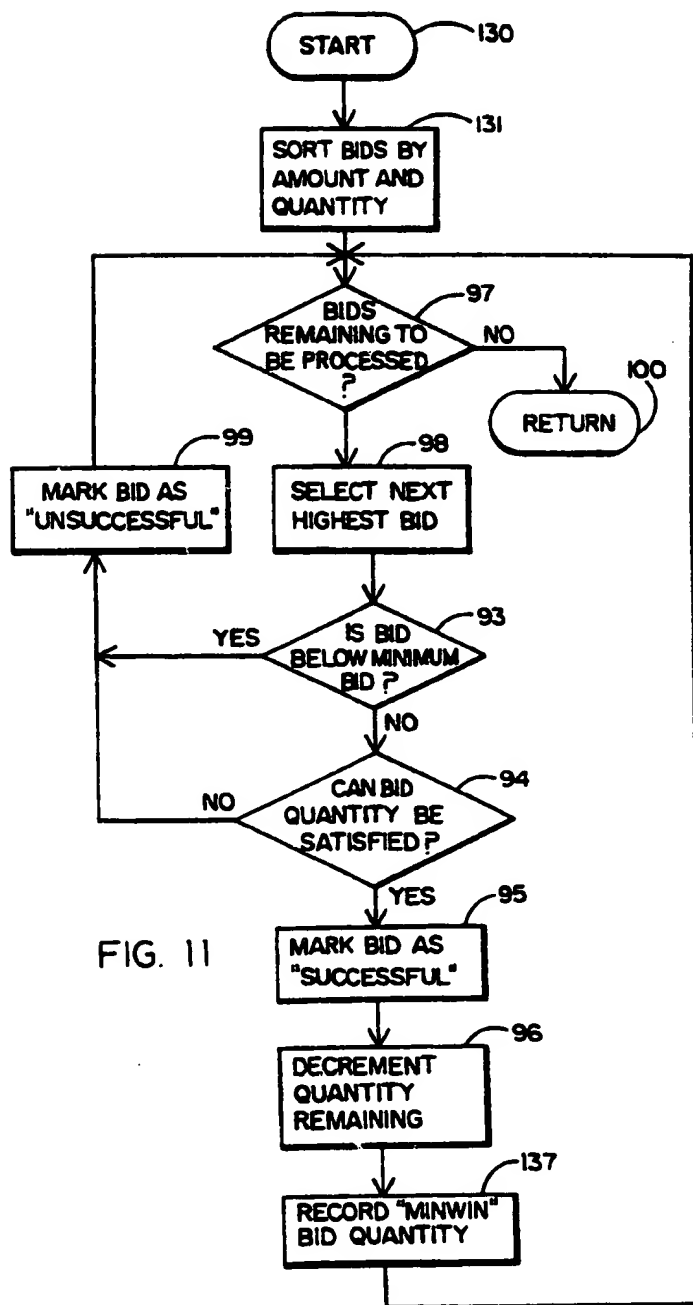 START
130
131
SORT BIDS BY
AMOUNT AND
QUANTITY
97
BIDS
REMAINING TO
BE PROCESSED
?
NO
100
RETURN
99
MARK BID AS
"UNSUCCESSFUL"
98
SELECT NEXT
HIGHEST BID
93
YES
IS BID
BELOW MINIMUM
BID ?
NO
94
NO
CAN BID
QUANTITY BE
SATISFIED?
YES
95
MARK BID AS
"SUCCESSFUL"
FIG. 11
96
DECREMENT
QUANTITY
REMAINING
137
RECORD "MINWIN"
BID QUANTITY